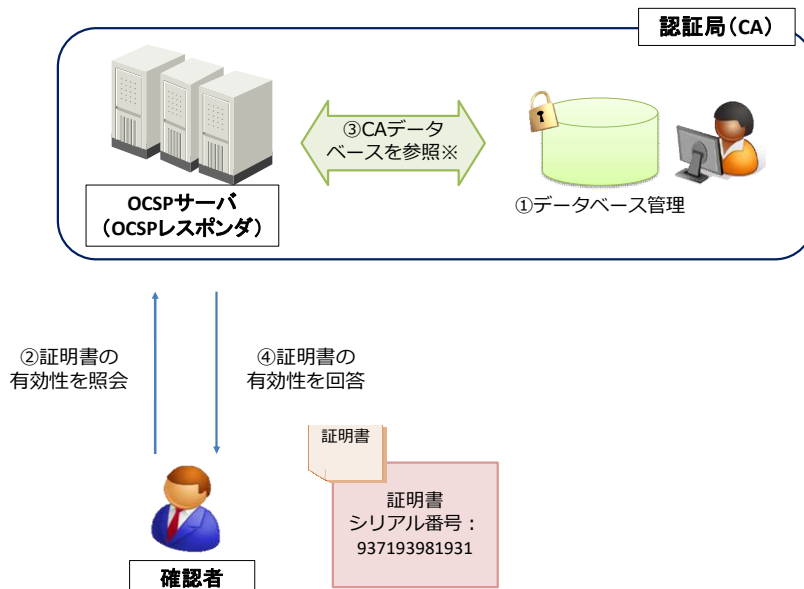 認証局(CA)
③CAデータ
ベースを参照※
OCSPサーバ
(OCSPレスポンダ)
①データベース管理
②証明書の
有効性を照会
④証明書の
有効性を回答
証明書
証明書
シリアル番号：
937193981931
確認者